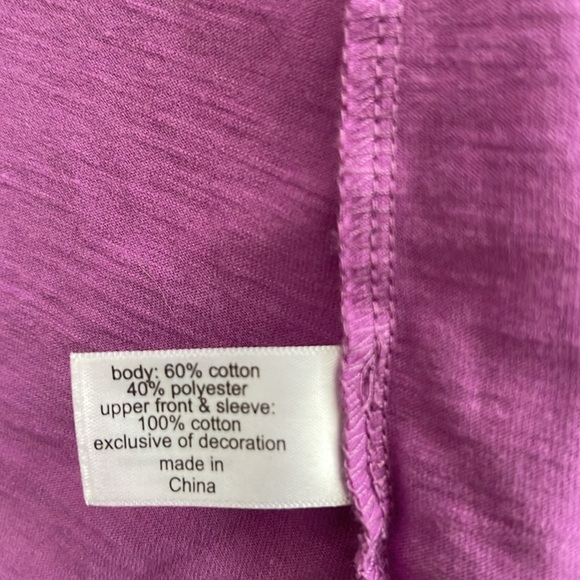 body: 60% cotton
40% polyester
upper front & sleeve:
100% cotton
exclusive of decoration
made in
China